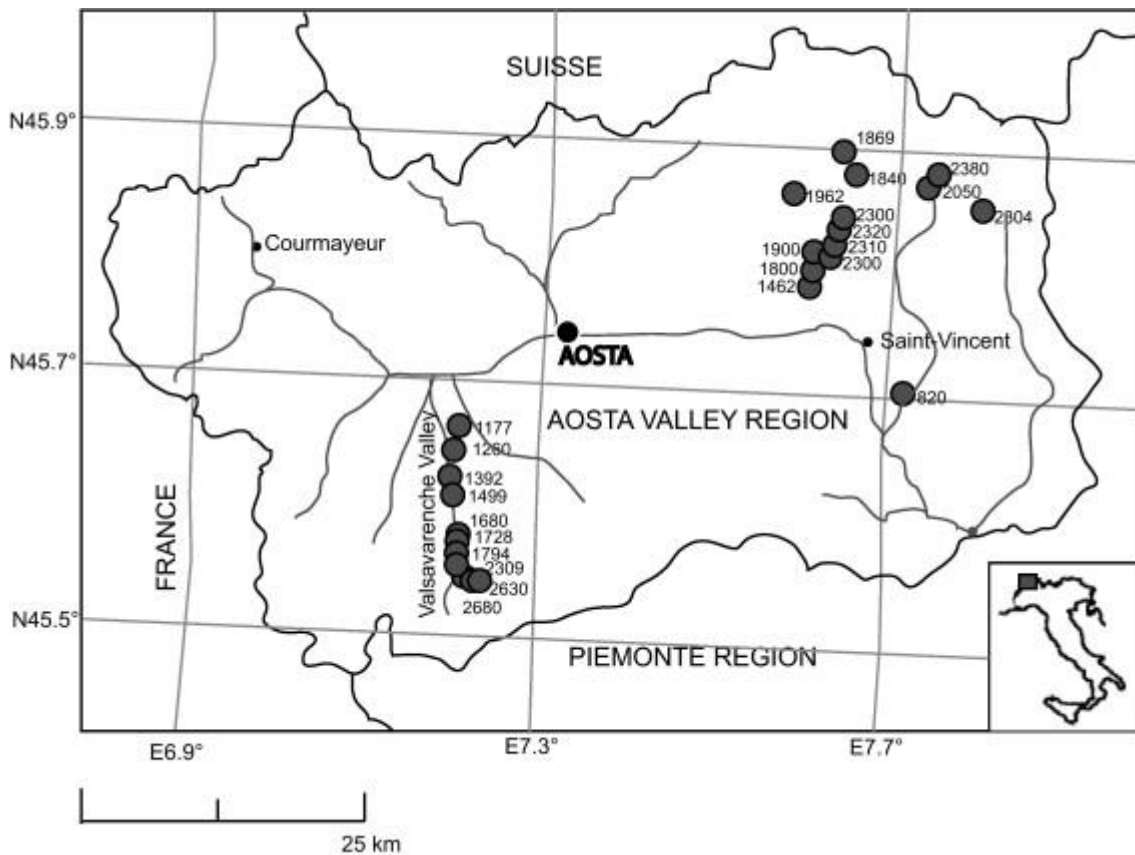 SUISSE
N45.9°
1869
1840
2380
2050
1962
2804
2300
2320
2310
1900
2300
1800
1462
Courmayeur
AOSTA
Saint-Vincent
N45.7°
820
AOSTA VALLEY REGION
1177
1260
1392
1499
1680
1728
1794
2309
2630
2680
Valsavarenche Valley
FRANCE
N45.5°
PIEMONTE REGION
E6.9°
E7.3°
E7.7°
25 km